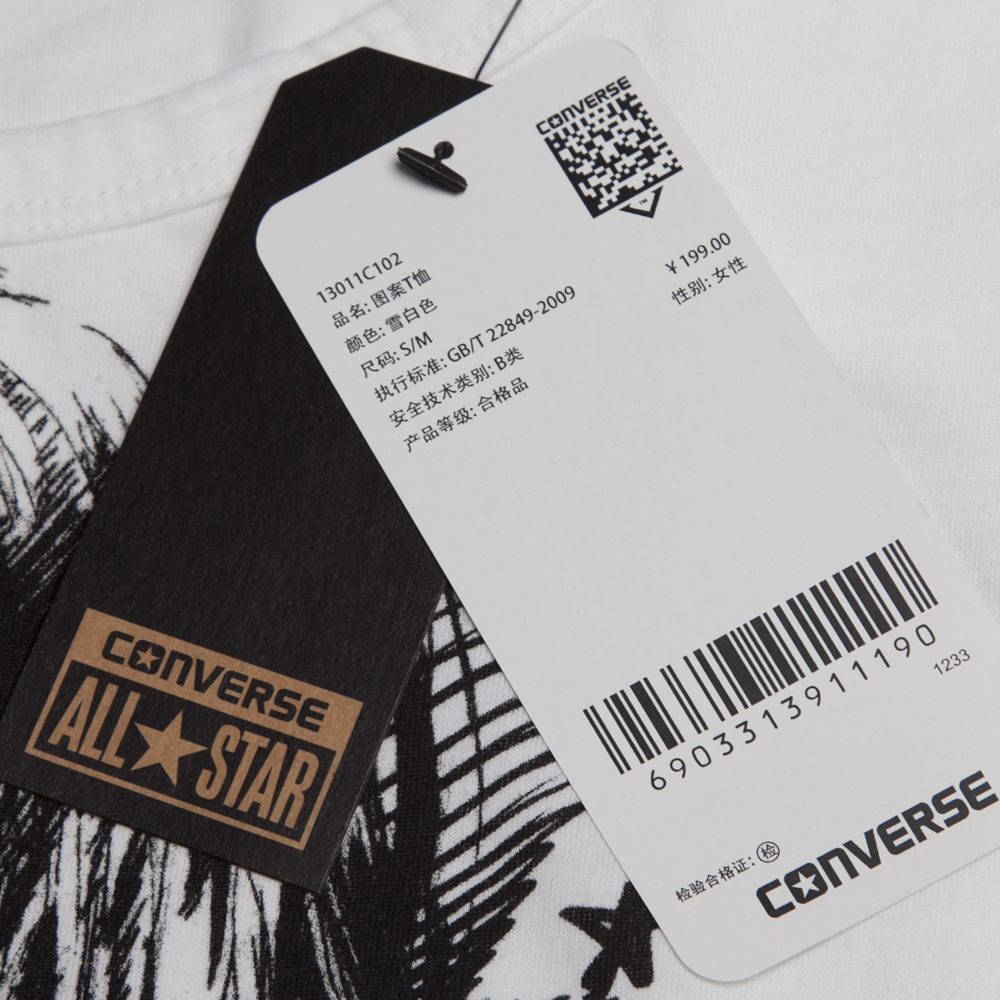 CONVERSE
TM
13011C102
¥ 199.00
品名: 图案T恤
性别: 女性
颜色: 雪白色
尺码: S/M
执行标准: GB/T 22849-2009
安全技术类别: B类
产品等级: 合格品
6903313911190
1233
检验合格证: 检
CONVERSE
CONVERSE
ALL★STAR